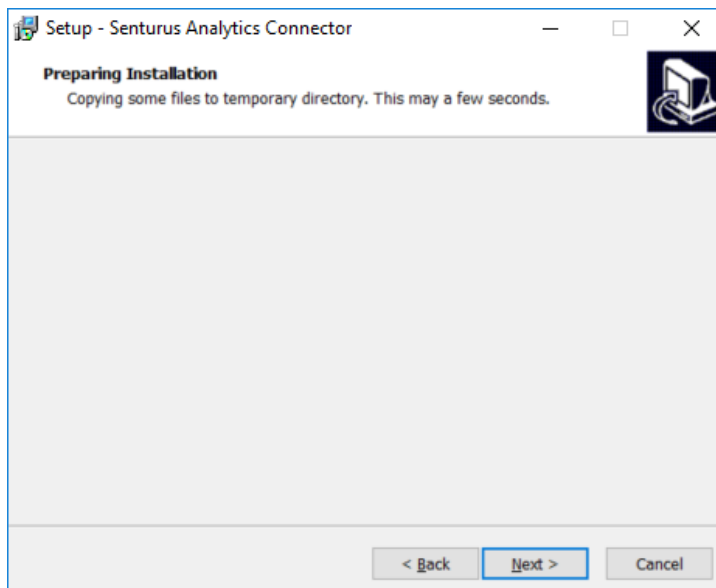 Setup - Senturus Analytics Connector
Preparing Installation
Copying some files to temporary directory. This may a few seconds.
< Back Next > Cancel